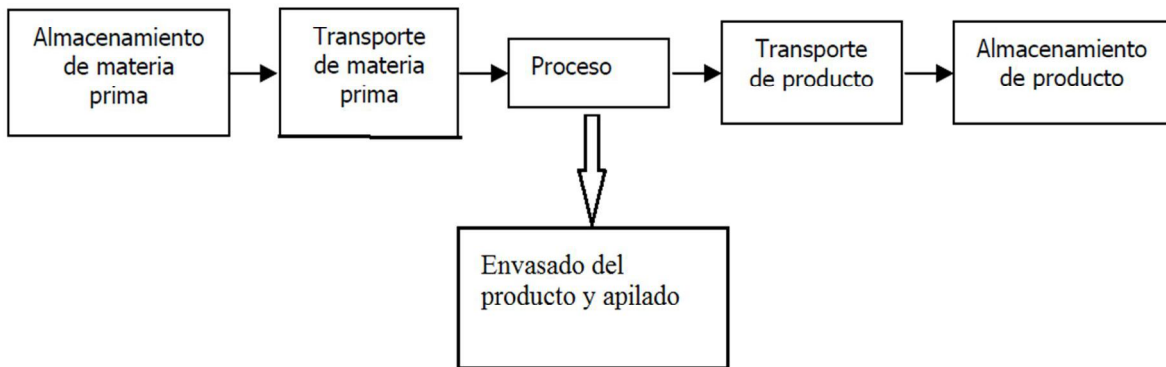 Almacenamiento
de materia
prima
Transporte
de materia
prima
Proceso
Transporte
de producto
Almacenamiento
de producto
Envasado del
producto y apilado